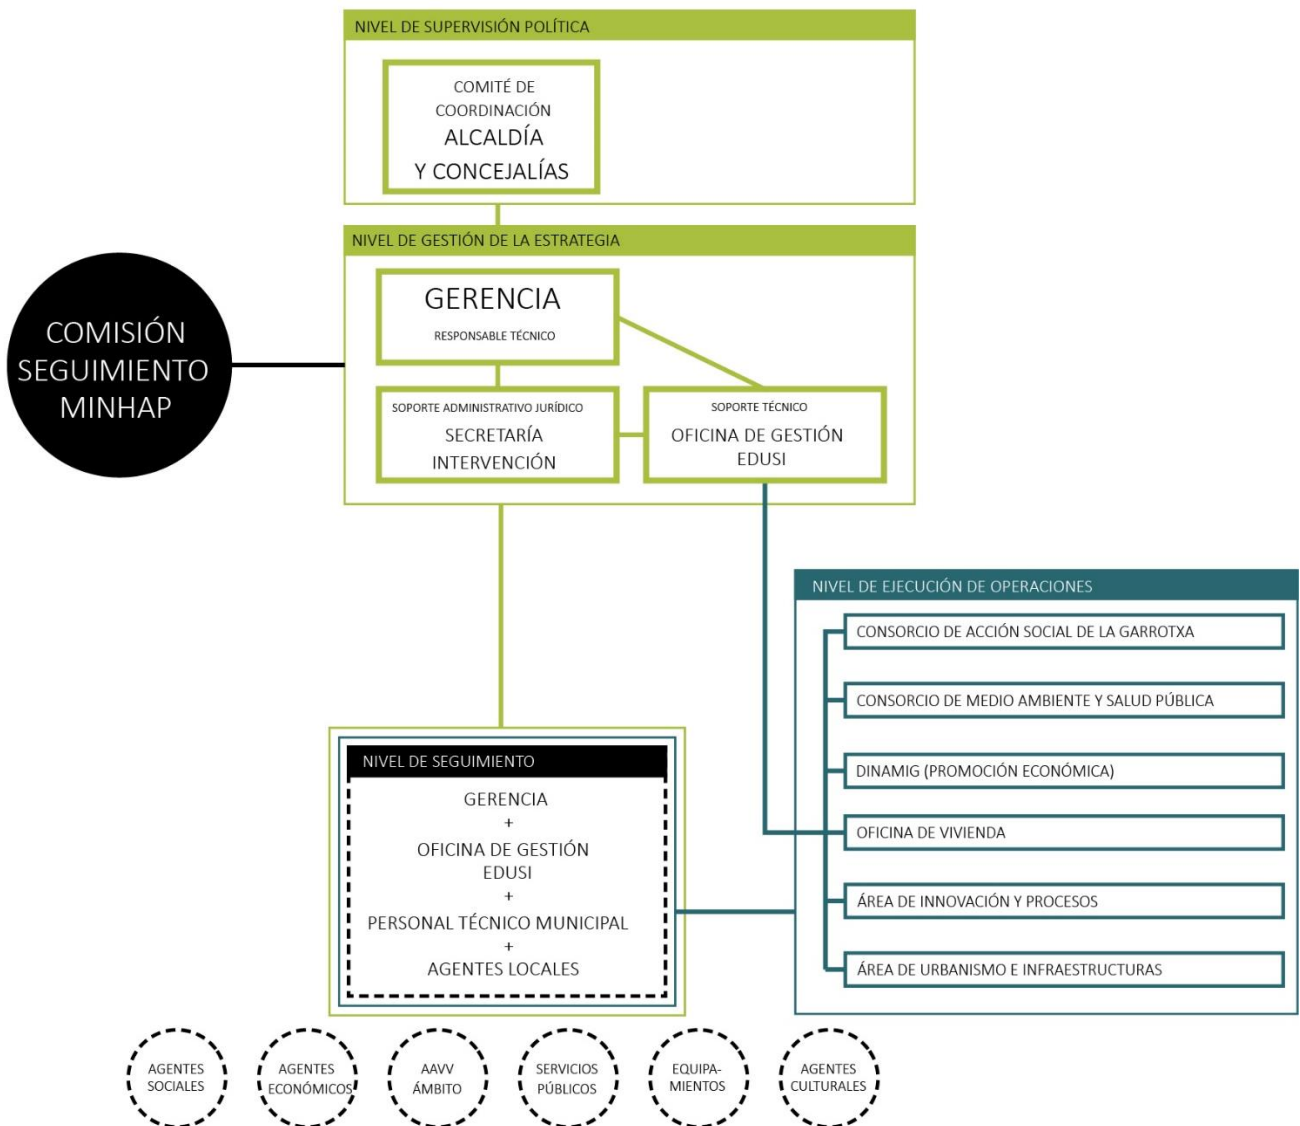 NIVEL DE SUPERVISIÓN POLÍTICA
COMITÉ DE
COORDINACIÓN
ALCALDÍA
Y CONCEJALÍAS
NIVEL DE GESTIÓN DE LA ESTRATEGIA
GERENCIA
RESPONSABLE TÉCNICO
COMISIÓN
SEGUIMIENTO
MINHAP
SOPORTE ADMINISTRATIVO JURÍDICO
SECRETARÍA
INTERVENCIÓN
SOPORTE TÉCNICO
OFICINA DE GESTIÓN
EDUSI
NIVEL DE EJECUCIÓN DE OPERACIONES
CONSORCIO DE ACCIÓN SOCIAL DE LA GARROTXA
CONSORCIO DE MEDIO AMBIENTE Y SALUD PÚBLICA
DINAMIG (PROMOCIÓN ECONÓMICA)
OFICINA DE VIVIENDA
ÁREA DE INNOVACIÓN Y PROCESOS
ÁREA DE URBANISMO E INFRAESTRUCTURAS
NIVEL DE SEGUIMIENTO
GERENCIA
+
OFICINA DE GESTIÓN
EDUSI
+
PERSONAL TÉCNICO MUNICIPAL
+
AGENTES LOCALES
AGENTES
SOCIALES
AGENTES
ECONÓMICOS
AAVV
ÁMBITO
SERVICIOS
PÚBLICOS
EQUIPA-
MIENTOS
AGENTES
CULTURALES